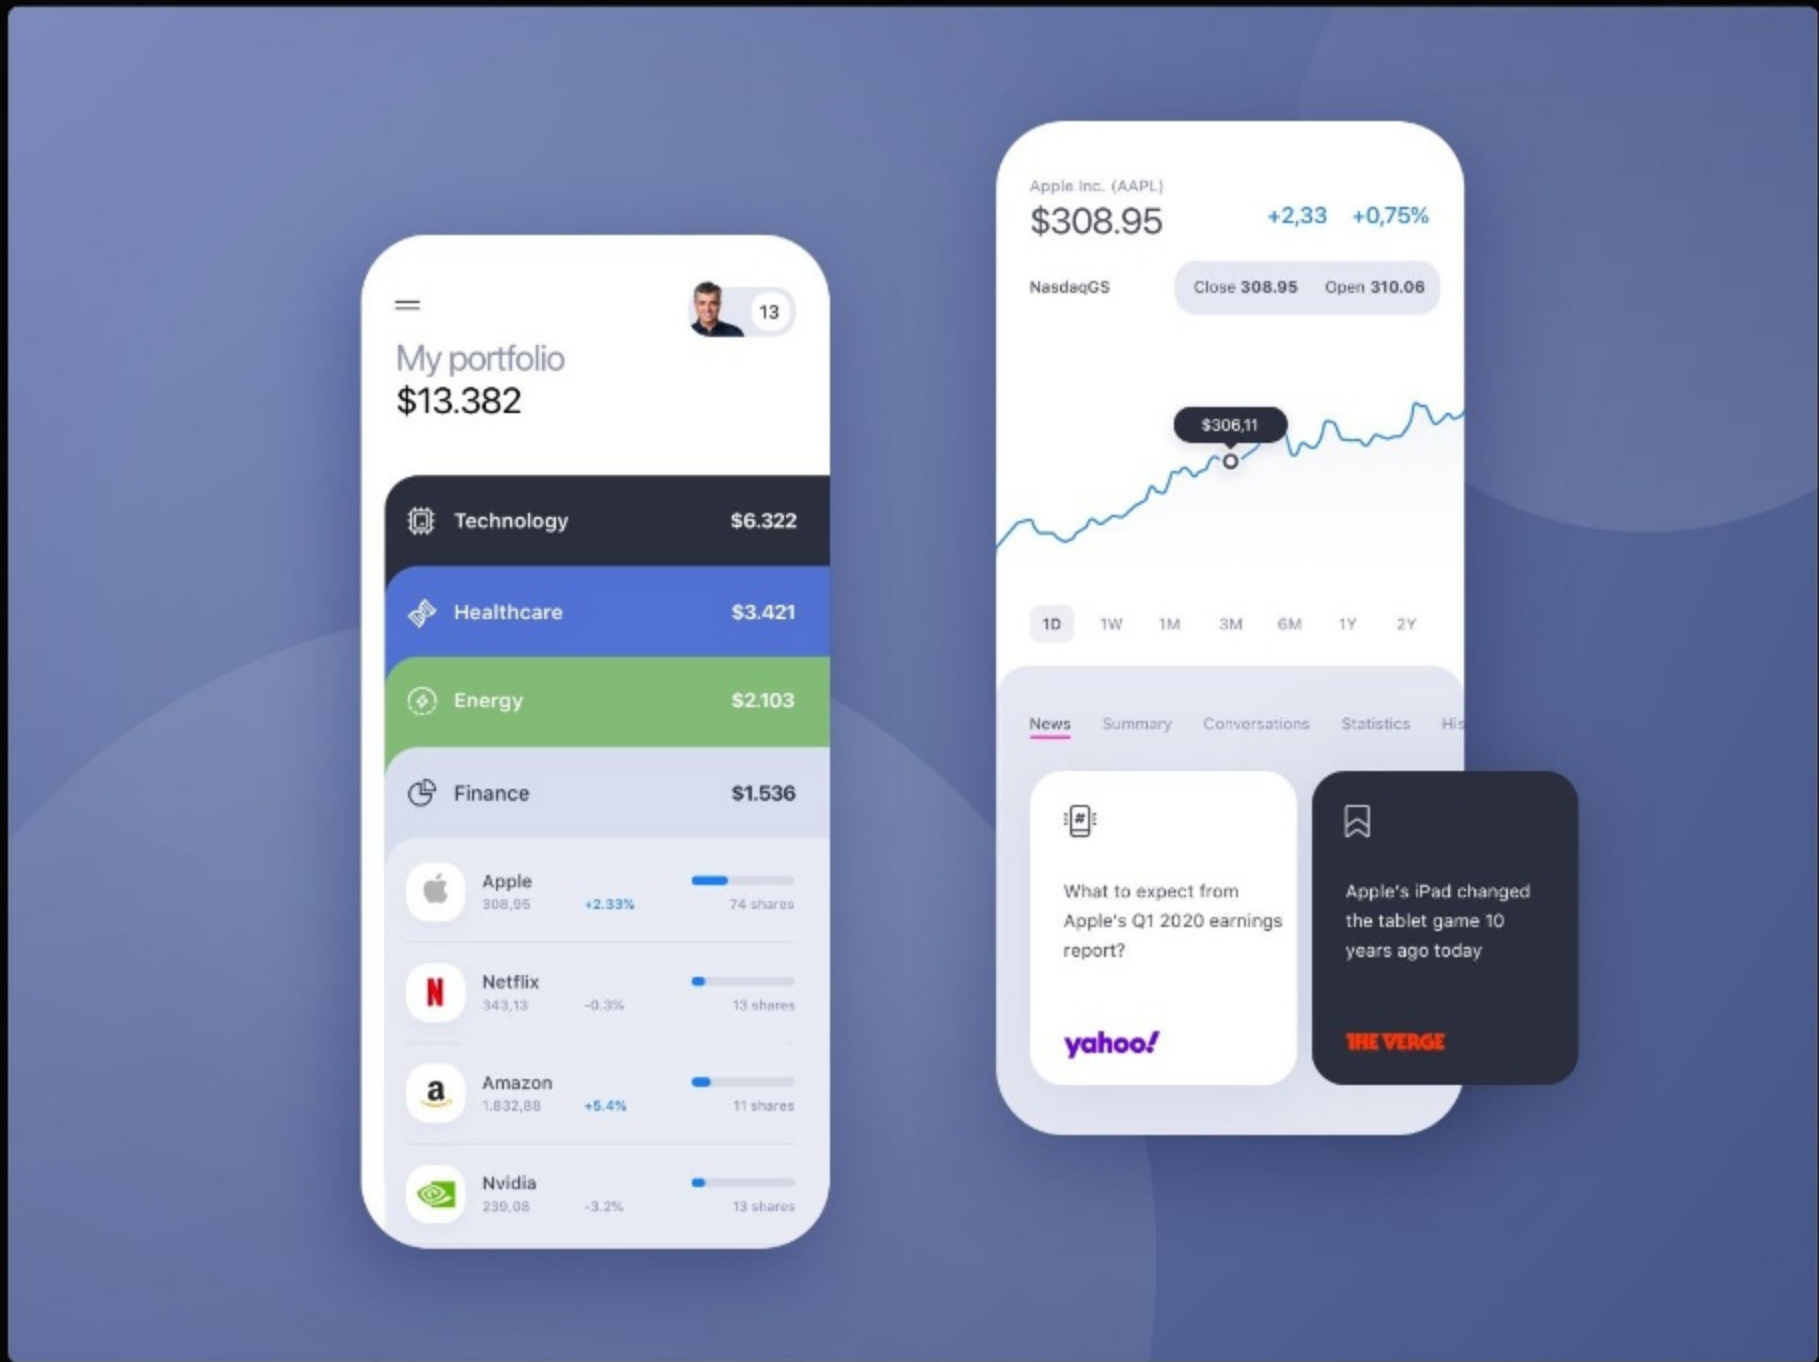 13
My portfolio
$13.382
Technology $6.322
Healthcare $3.421
Energy $2.103
Finance $1.536
Apple
308,95 +2.33% 74 shares
Netflix
343,13 -0.3% 13 shares
a Amazon
1.832,88 +5.4% 11 shares
Nvidia
239,08 -3.2% 13 shares
Apple Inc. (AAPL)
$308.95 +2,33 +0,75%
NasdaqGS Close 308.95 Open 310.06
$306,11
1D 1W 1M 3M 6M 1Y 2Y
News Summary Conversations Statistics His
#
What to expect from
Apple's Q1 2020 earnings
report?
yahoo!
Apple's iPad changed
the tablet game 10
years ago today
THE VERGE